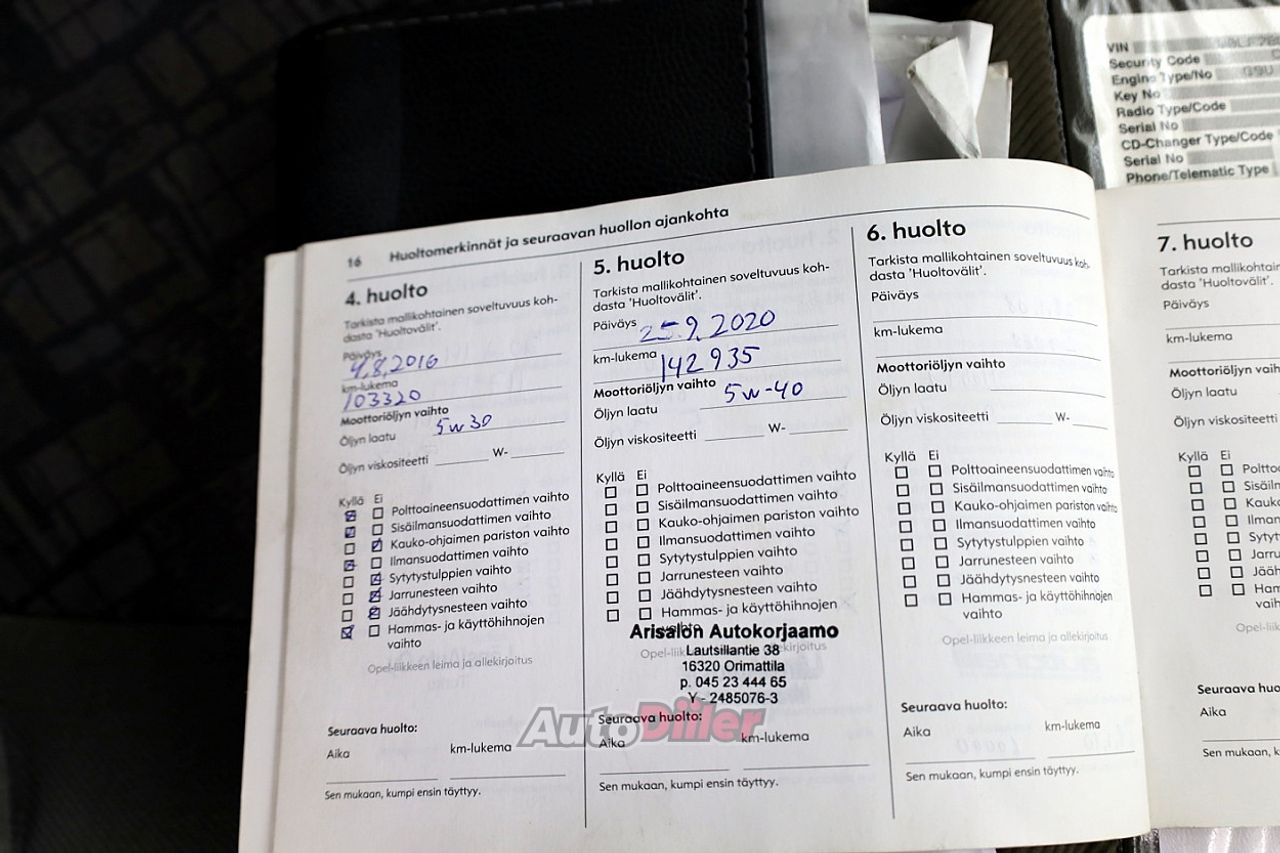 VIN
Security Code
Engine Type/No
Key No
Radio Type/Code
Serial No
CD-Changer Type/Code
Serial No
Phone/Telematic Type
16 Huoltomerkinnät ja seuraavan huollon ajankohta
4. huolto
Tarkista mallikohtainen soveltuvuus koh-
dasta 'Huoltovälit'.
Päiväys
4.8.2016
km-lukema
103320
Moottoriöljyn vaihto
Öljyn laatu 5w30
Öljyn viskositeetti W-
Kyllä Ei
Polttoaineensuodattimen vaihto
Sisäilmansuodattimen vaihto
Kauko-ohjaimen pariston vaihto
Ilmansuodattimen vaihto
Sytytystulppien vaihto
Jarrunesteen vaihto
Jäähdytysnesteen vaihto
Hammas- ja käyttöhihnojen
vaihto
Opel-liikkeen leima ja allekirjoitus
Seuraava huolto:
Aika km-lukema
Sen mukaan, kumpi ensin täyttyy.
5. huolto
Tarkista mallikohtainen soveltuvuus koh-
dasta 'Huoltovälit'.
Päiväys 25.9.2020
km-lukema 142935
Moottoriöljyn vaihto
Öljyn laatu 5w-40
Öljyn viskositeetti W-
Kyllä Ei
Polttoaineensuodattimen vaihto
Sisäilmansuodattimen vaihto
Kauko-ohjaimen pariston vaihto
Ilmansuodattimen vaihto
Sytytystulppien vaihto
Jarrunesteen vaihto
Jäähdytysnesteen vaihto
Hammas- ja käyttöhihnojen
vaihto
Arisalon Autokorjaamo
Lautsillantie 38
16320 Orimattila
p. 045 23 444 65
Y - 2485076-3
AutoDiiler
Seuraava huolto:
Aika km-lukema
Sen mukaan, kumpi ensin täyttyy.
6. huolto
Tarkista mallikohtainen soveltuvuus koh-
dasta 'Huoltovälit'.
Päiväys
km-lukema
Moottoriöljyn vaihto
Öljyn laatu
Öljyn viskositeetti W-
Kyllä Ei
Polttoaineensuodattimen vaihto
Sisäilmansuodattimen vaihto
Kauko-ohjaimen pariston vaihto
Ilmansuodattimen vaihto
Sytytystulppien vaihto
Jarrunesteen vaihto
Jäähdytysnesteen vaihto
Hammas- ja käyttöhihnojen
vaihto
Opel-liikkeen leima ja allekirjoitus
Seuraava huolto:
Aika km-lukema
Sen mukaan, kumpi ensin täyttyy.
7. huolto
Tarkista mallikohtainen
dasta 'Huoltovälit'.
Päiväys
km-lukema
Moottoriöljyn vaihto
Öljyn laatu
Öljyn viskositeetti
Kyllä Ei
Seuraava huolto:
Aika
Sen mukaan, kumpi